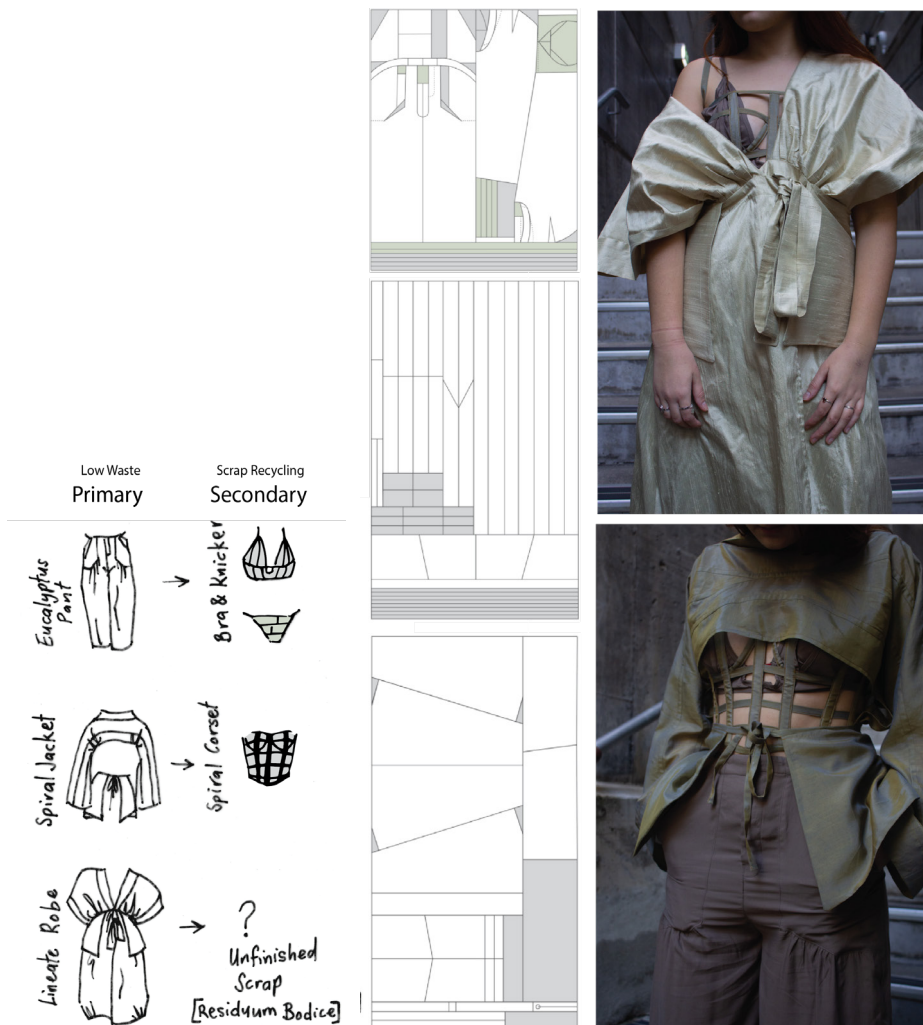 Low Waste
Primary
Scrap Recycling
Secondary
Eucalyptus
Pant
Bra & Knicker
Spiral Jacket
Spiral Corset
Lineate Robe
?
Unfinished
Scrap
[Residuum Bodice]